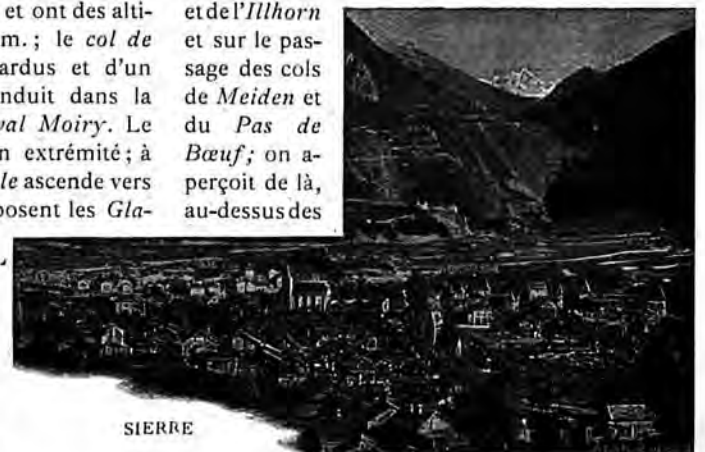 et ont des alti-
m. ; le col de
ardus et d'un
nduit dans la
val Moiry. Le
n extrémité ; à
le ascende vers
posent les Gla-
et de l'Illhorn
et sur le pas-
sage des cols
de Meiden et
du Pas de
Bœuf; on a-
perçoit de là,
au-dessus des
SIERRE